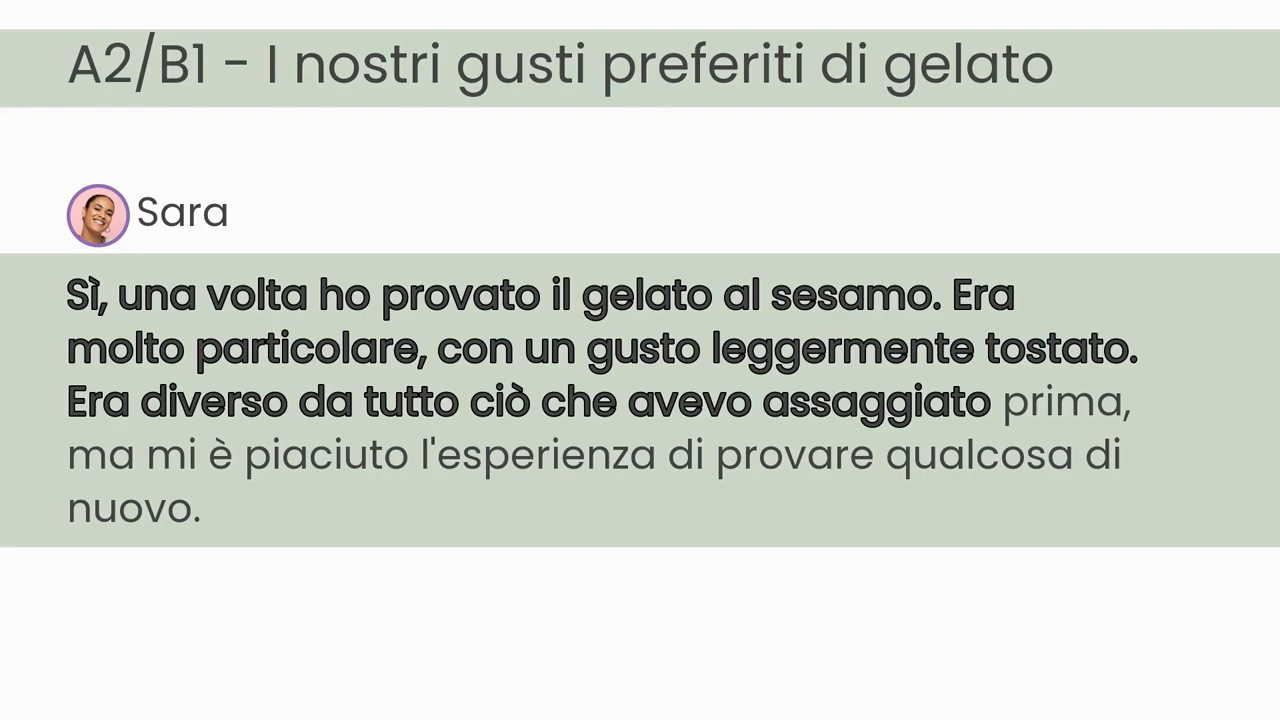 A2/B1 - I nostri gusti preferiti di gelato
Sara
Sì, una volta ho provato il gelato al sesamo. Era
molto particolare, con un gusto leggermente tostato.
Era diverso da tutto ciò che avevo assaggiato prima,
ma mi è piaciuto l'esperienza di provare qualcosa di
nuovo.